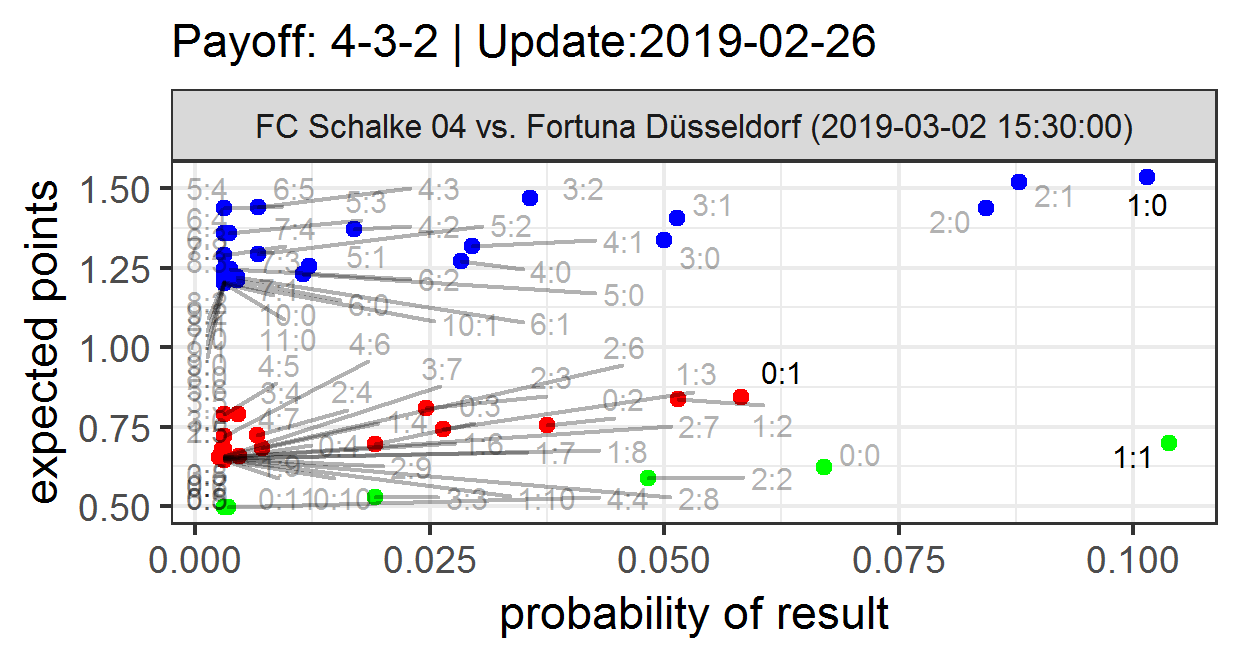 Payoff: 4-3-2 | Update:2019-02-26
FC Schalke 04 vs. Fortuna Düsseldorf (2019-03-02 15:30:00)
expected points
1.50
1.25
1.00
0.75
0.50
5:4 6:5 4:3 3:2 3:1 2:1 1:0
5:3
6:4 7:4 4:2 5:2 2:0
4:1
7:3 5:1 3:0
6:2 4:0
7:1 6:0 5:0
10:0 10:1 6:1
11:0 4:6 2:6
4:5 3:7 2:3 1:3 0:1
3:4 2:4 0:3 0:2
4:7 1:4 2:7 1:2
0:4 1:6 1:7 1:8 0:0 1:1
1:9 2:9 2:2
0:11 0:10 3:3 1:10 4:4 2:8
0.000 0.025 0.050 0.075 0.100
probability of result